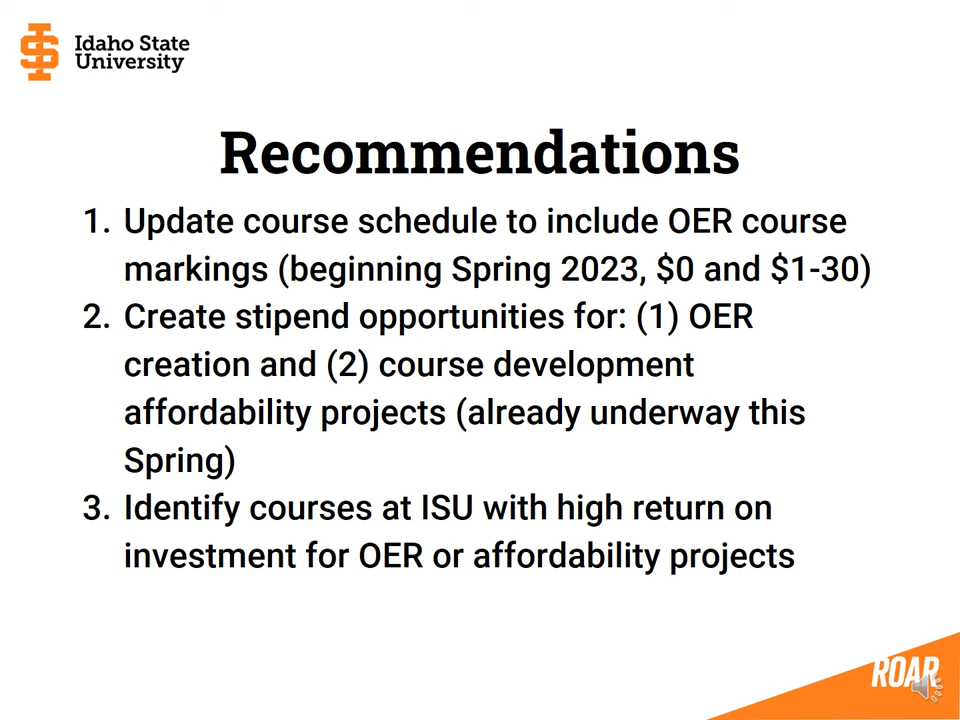 Idaho State
University
Recommendations
1. Update course schedule to include OER course
markings (beginning Spring 2023, $0 and $1-30)
2. Create stipend opportunities for: (1) OER
creation and (2) course development
affordability projects (already underway this
Spring)
3. Identify courses at ISU with high return on
investment for OER or affordability projects
ROAR